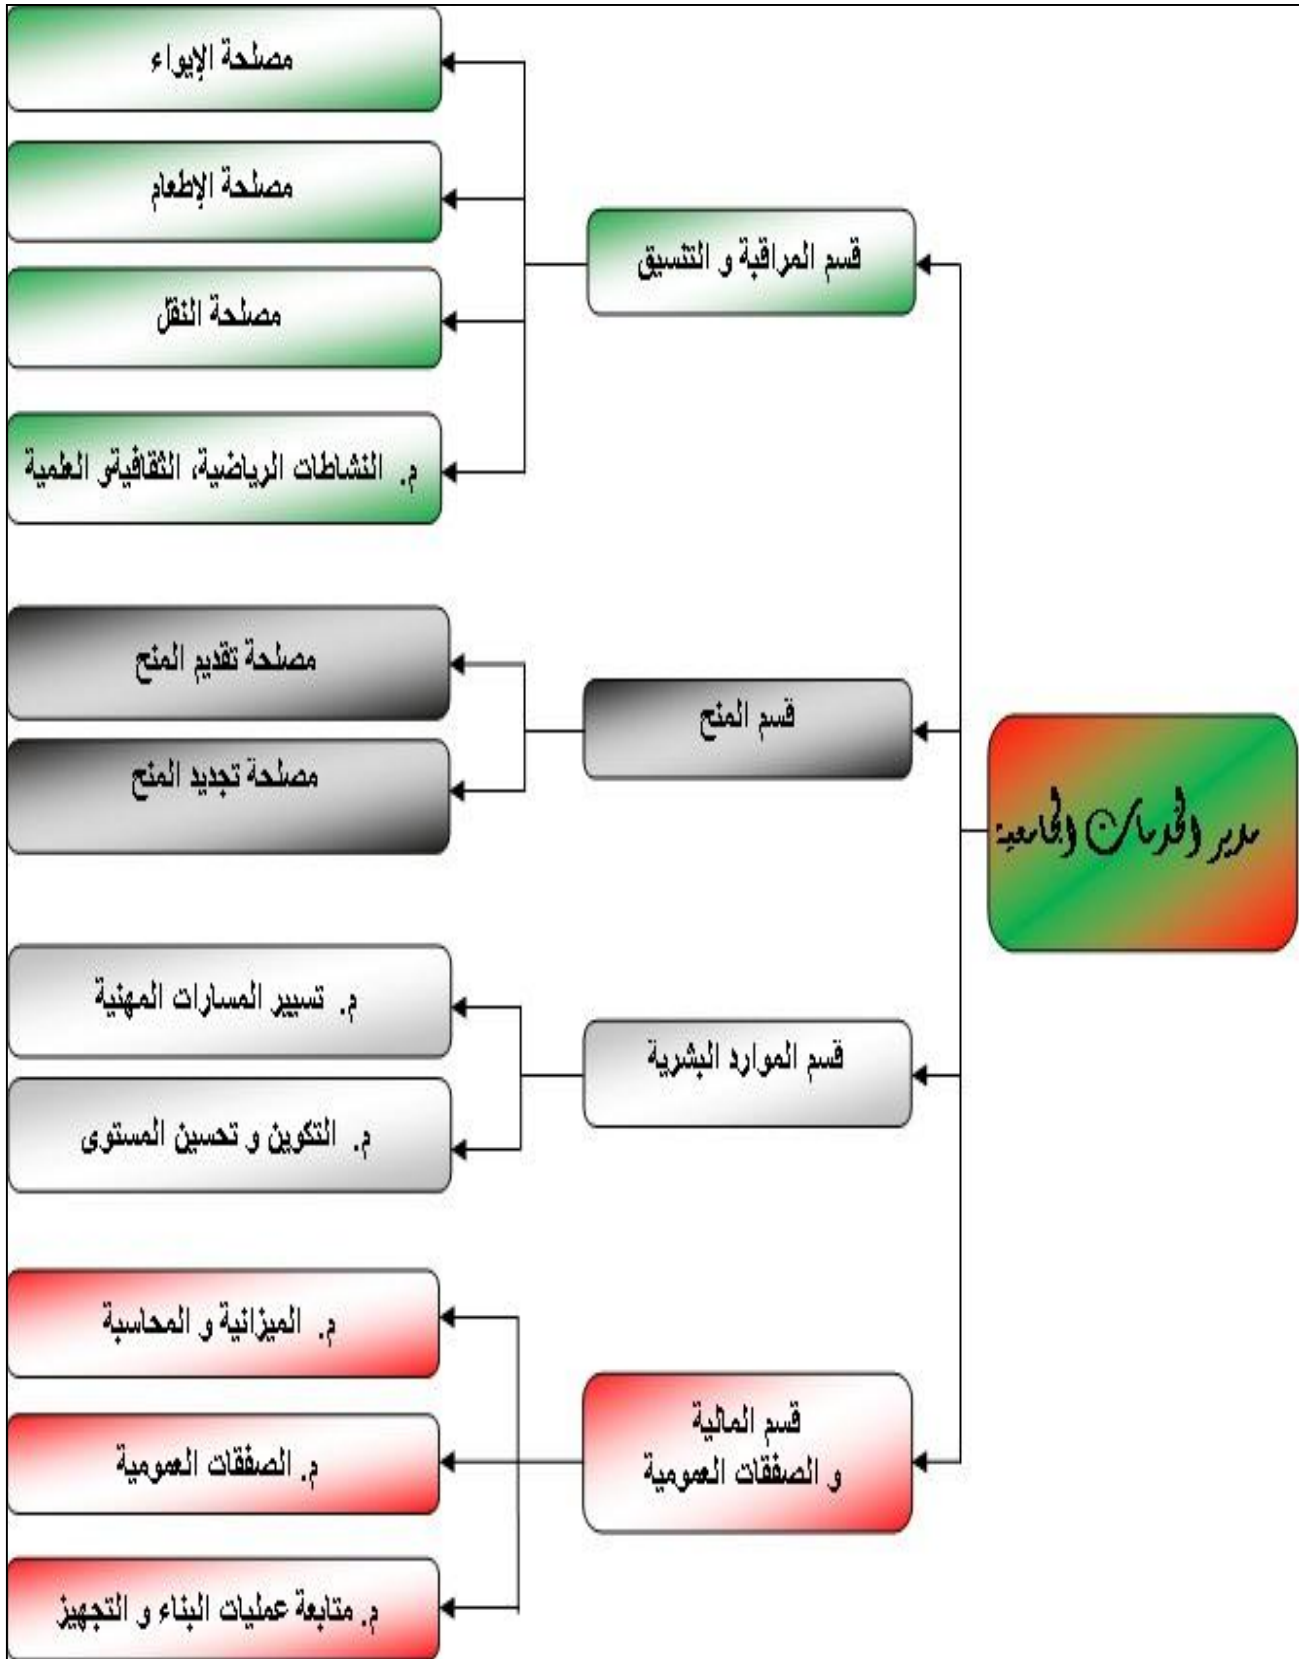 مدير الخدمات الجامعية
قسم المراقبة و التنسيق
مصلحة الإيواء
مصلحة الإطعام
مصلحة النقل
م. النشاطات الرياضية، الثقافية و العلمية
قسم المنح
مصلحة تقديم المنح
مصلحة تجديد المنح
قسم الموارد البشرية
م. تسيير المسارات المهنية
م. التكوين و تحسين المستوى
قسم المالية
و الصفقات العمومية
م. الميزانية و المحاسبة
م. الصفقات العمومية
م. متابعة عمليات البناء و التجهيز